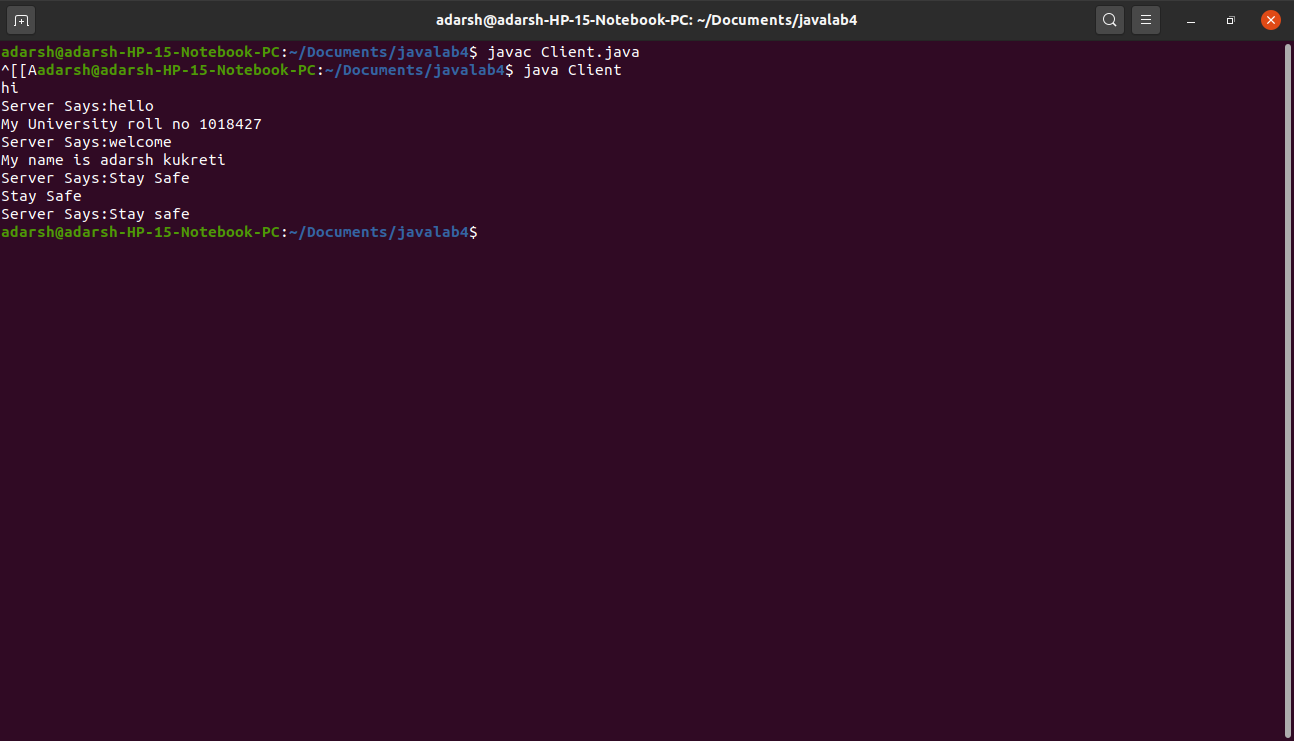 adarsh@adarsh-HP-15-Notebook-PC: ~/Documents/javalab4
adarsh@adarsh-HP-15-Notebook-PC:~/Documents/javalab4$ javac Client.java
^[[Aadarsh@adarsh-HP-15-Notebook-PC:~/Documents/javalab4$ java Client
hi
Server Says:hello
My University roll no 1018427
Server Says:welcome
My name is adarsh kukreti
Server Says:Stay Safe
Stay Safe
Server Says:Stay safe
adarsh@adarsh-HP-15-Notebook-PC:~/Documents/javalab4$